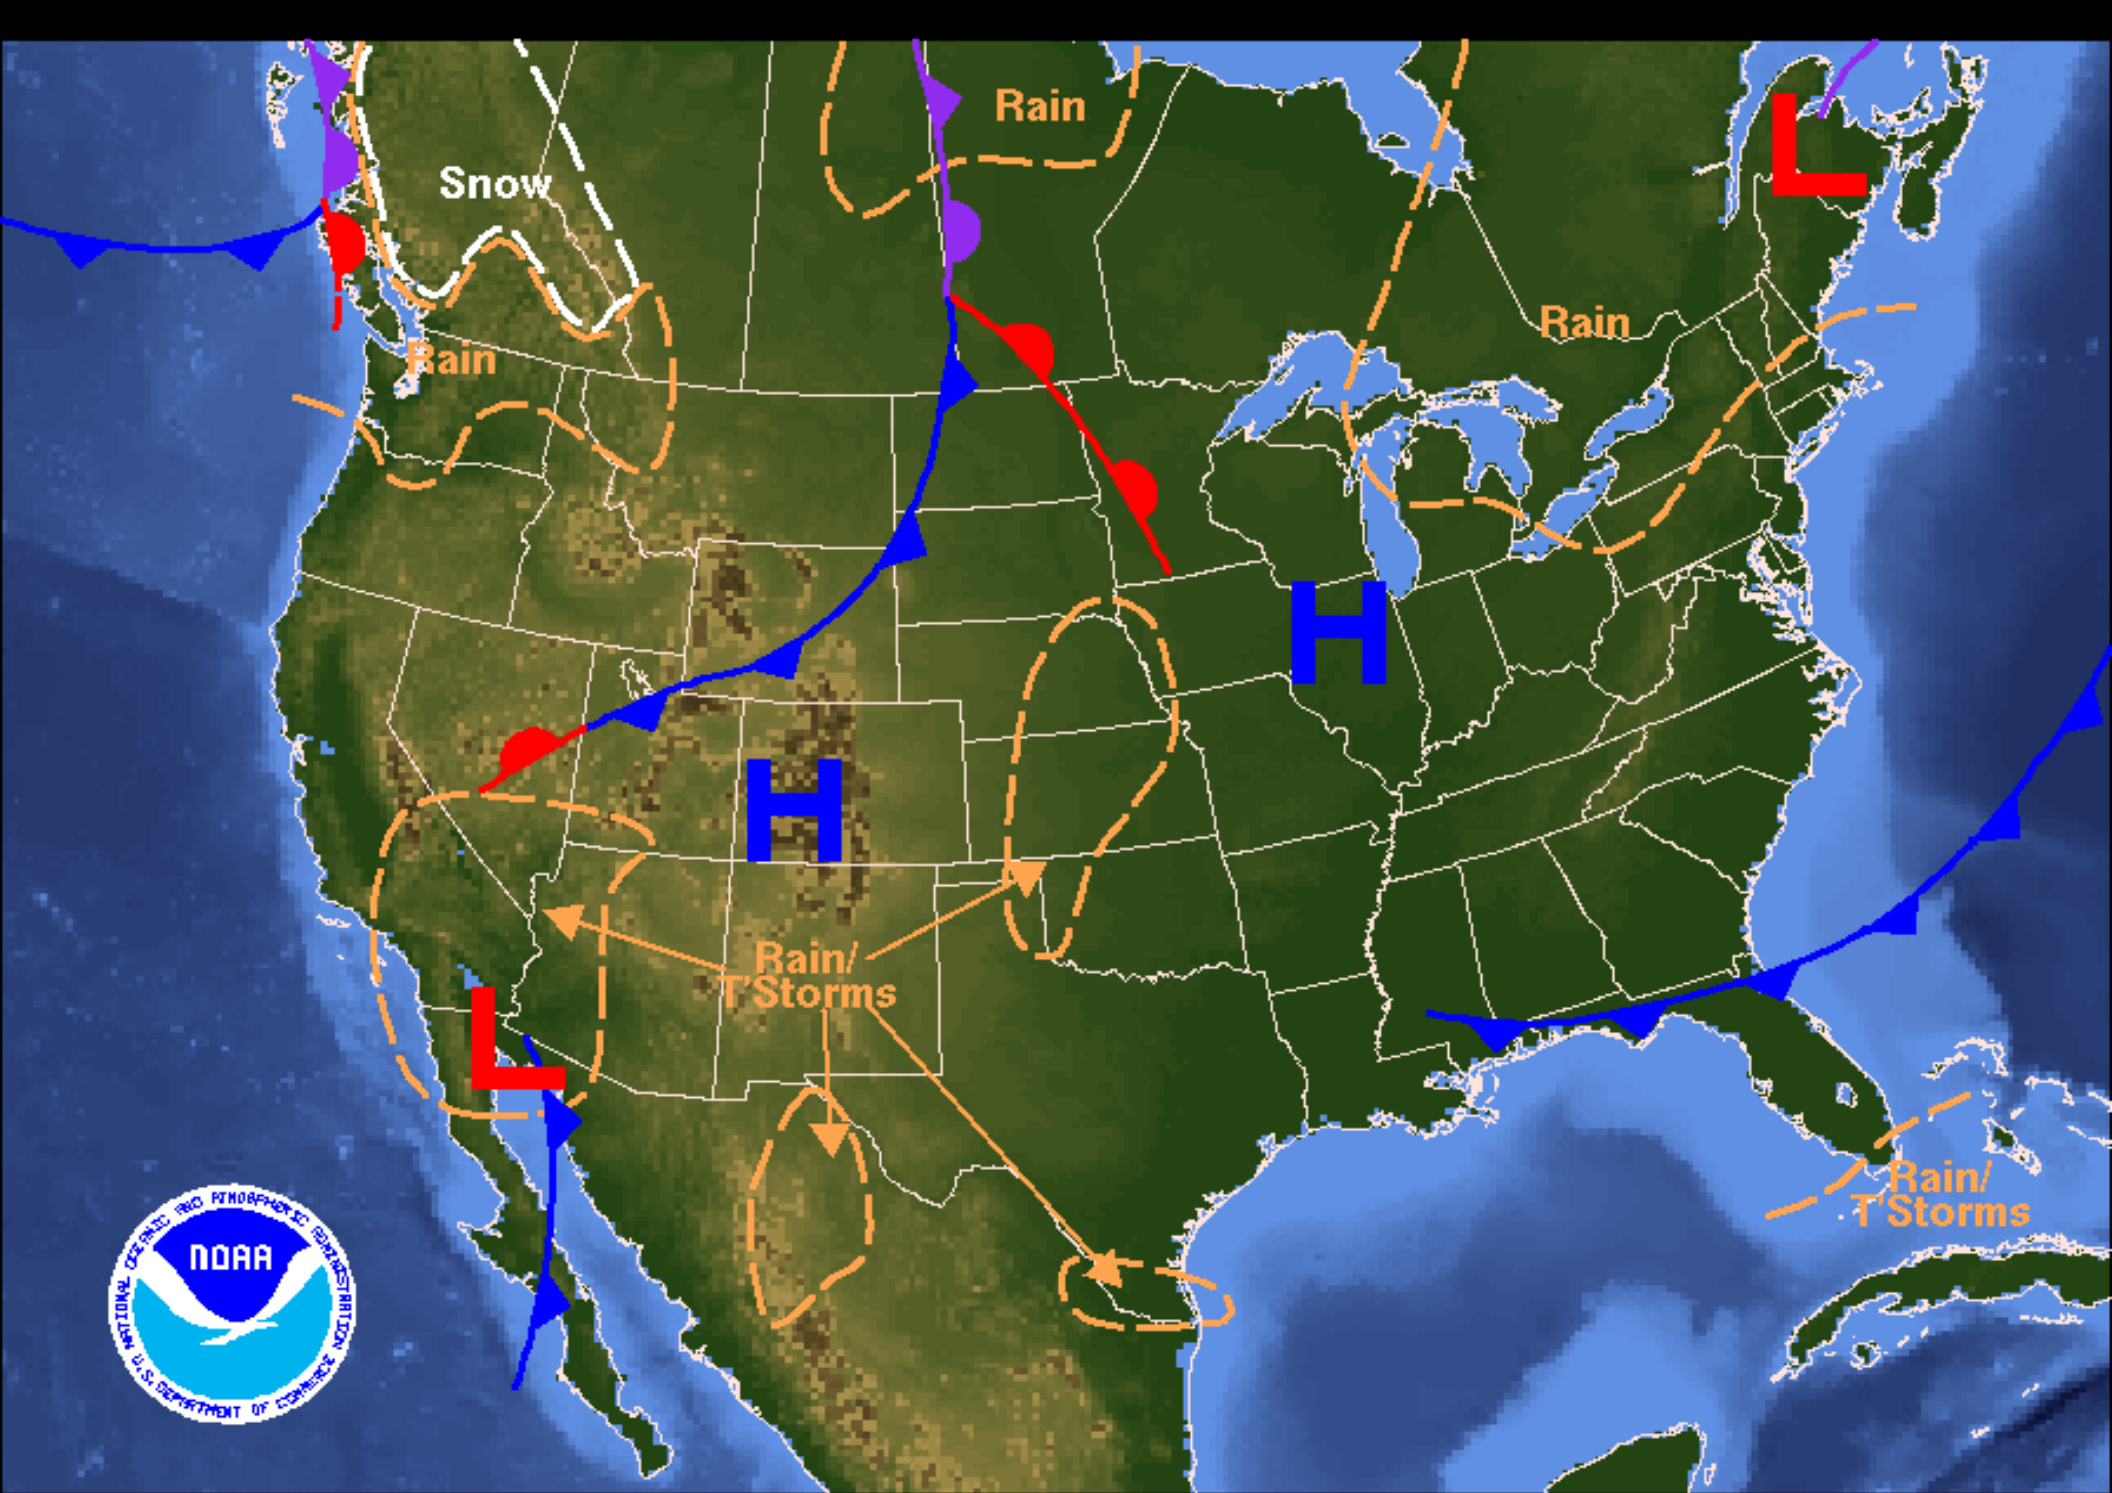 Rain
Snow
L
Rain
Rain
H
H
Rain/
T'Storms
L
Rain/
T'Storms
NOAA
NATIONAL OCEANIC AND ATMOSPHERIC ADMINISTRATION
U.S. DEPARTMENT OF COMMERCE